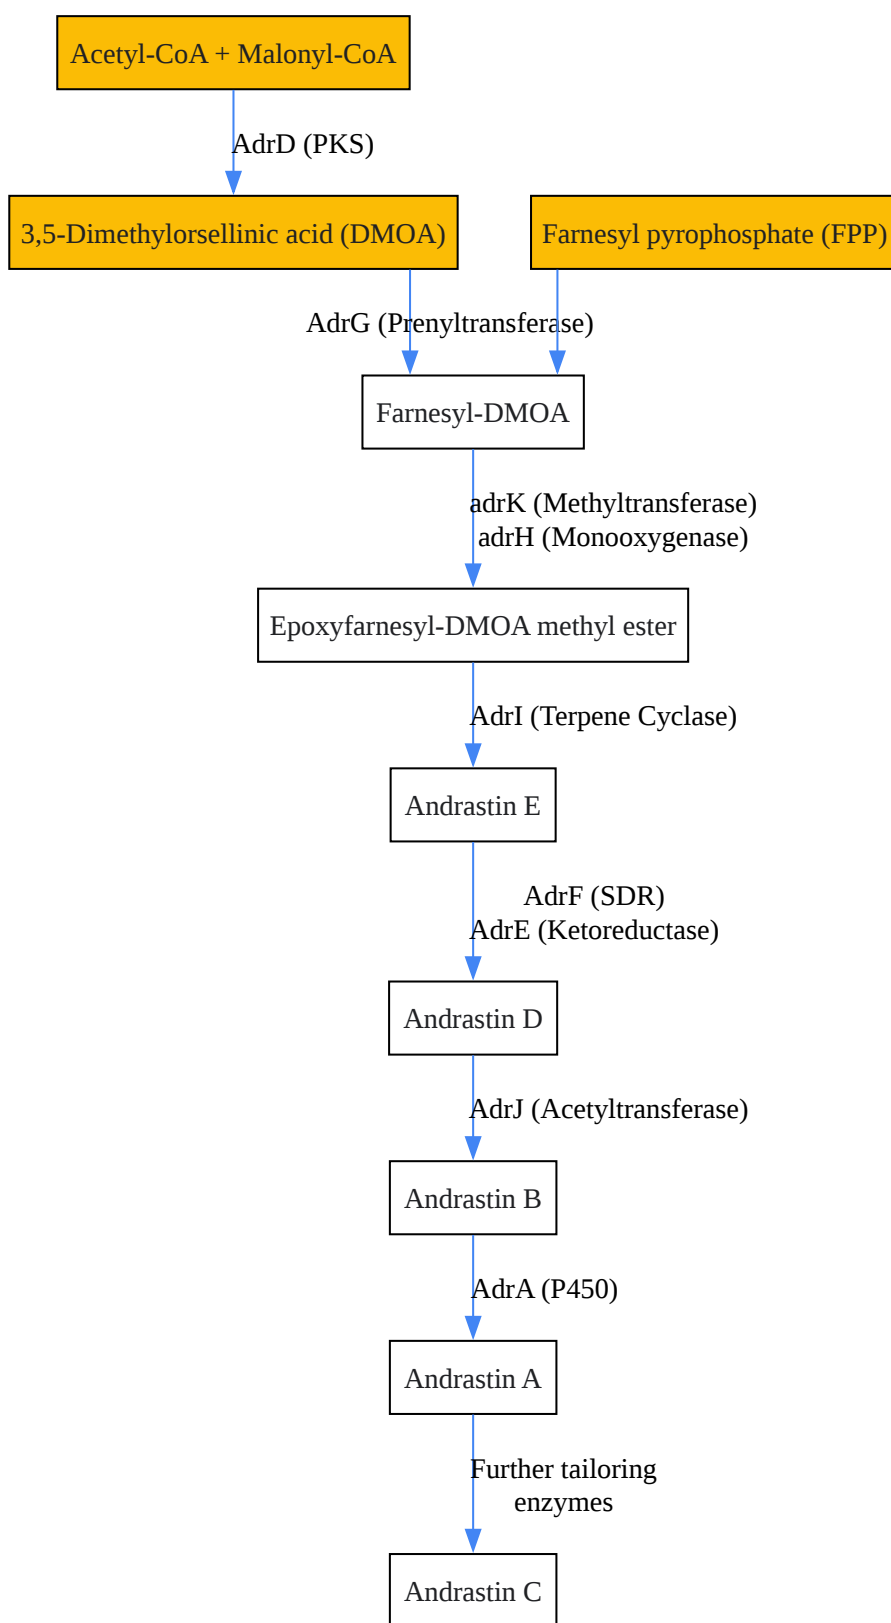 Acetyl-CoA + Malonyl-CoA
AdrD (PKS)
3,5-Dimethylorsellinic acid (DMOA)
Farnesyl pyrophosphate (FPP)
AdrG (Prenyltransferase)
Farnesyl-DMOA
adrK (Methyltransferase)
adrH (Monooxygenase)
Epoxyfarnesyl-DMOA methyl ester
AdrI (Terpene Cyclase)
Andrastin E
AdrF (SDR)
AdrE (Ketoreductase)
Andrastin D
AdrJ (Acetyltransferase)
Andrastin B
AdrA (P450)
Andrastin A
Further tailoring
enzymes
Andrastin C